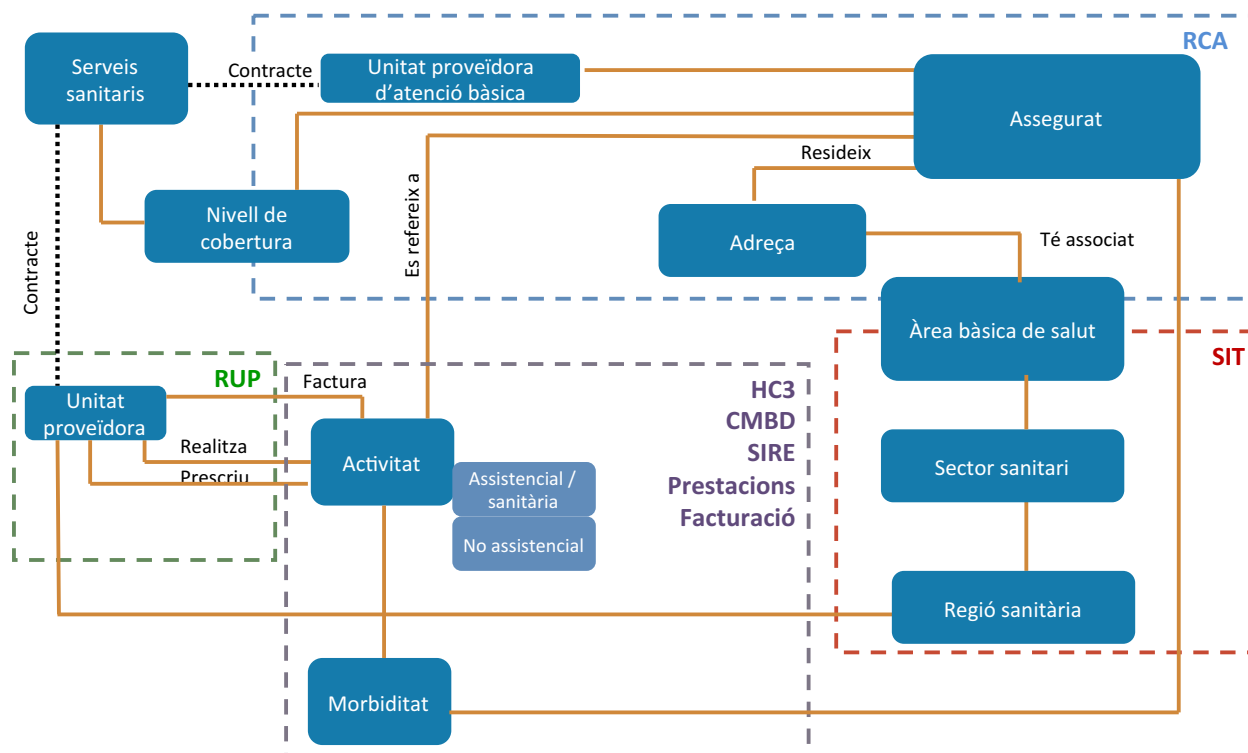 RCA
Serveis
sanitaris
Contracte
Unitat proveïdora
d'atenció bàsica
Assegurat
Resideix
Es refereix a
Nivell de
cobertura
Adreça
Té associat
Contracte
Àrea bàsica de salut
SIT
RUP
Factura
HC3
CMBD
SIRE
Prestacions
Facturació
Unitat
proveïdora
Realitza
Prescriu
Activitat
Assistencial /
sanitària
No assistencial
Sector sanitari
Regió sanitària
Morbiditat